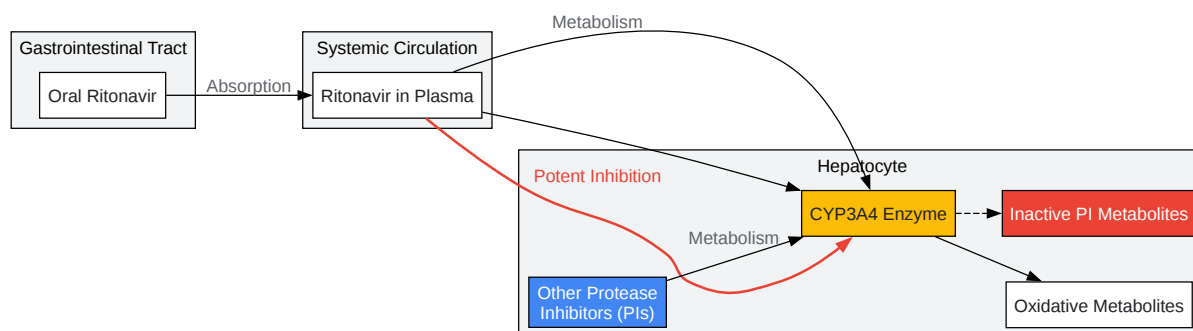 Metabolism
Gastrointestinal Tract
Systemic Circulation
Oral Ritonavir
Absorption
Ritonavir in Plasma
Hepatocyte
Potent Inhibition
CYP3A4 Enzyme
Inactive PI Metabolites
Metabolism
Other Protease
Inhibitors (PIs)
Oxidative Metabolites